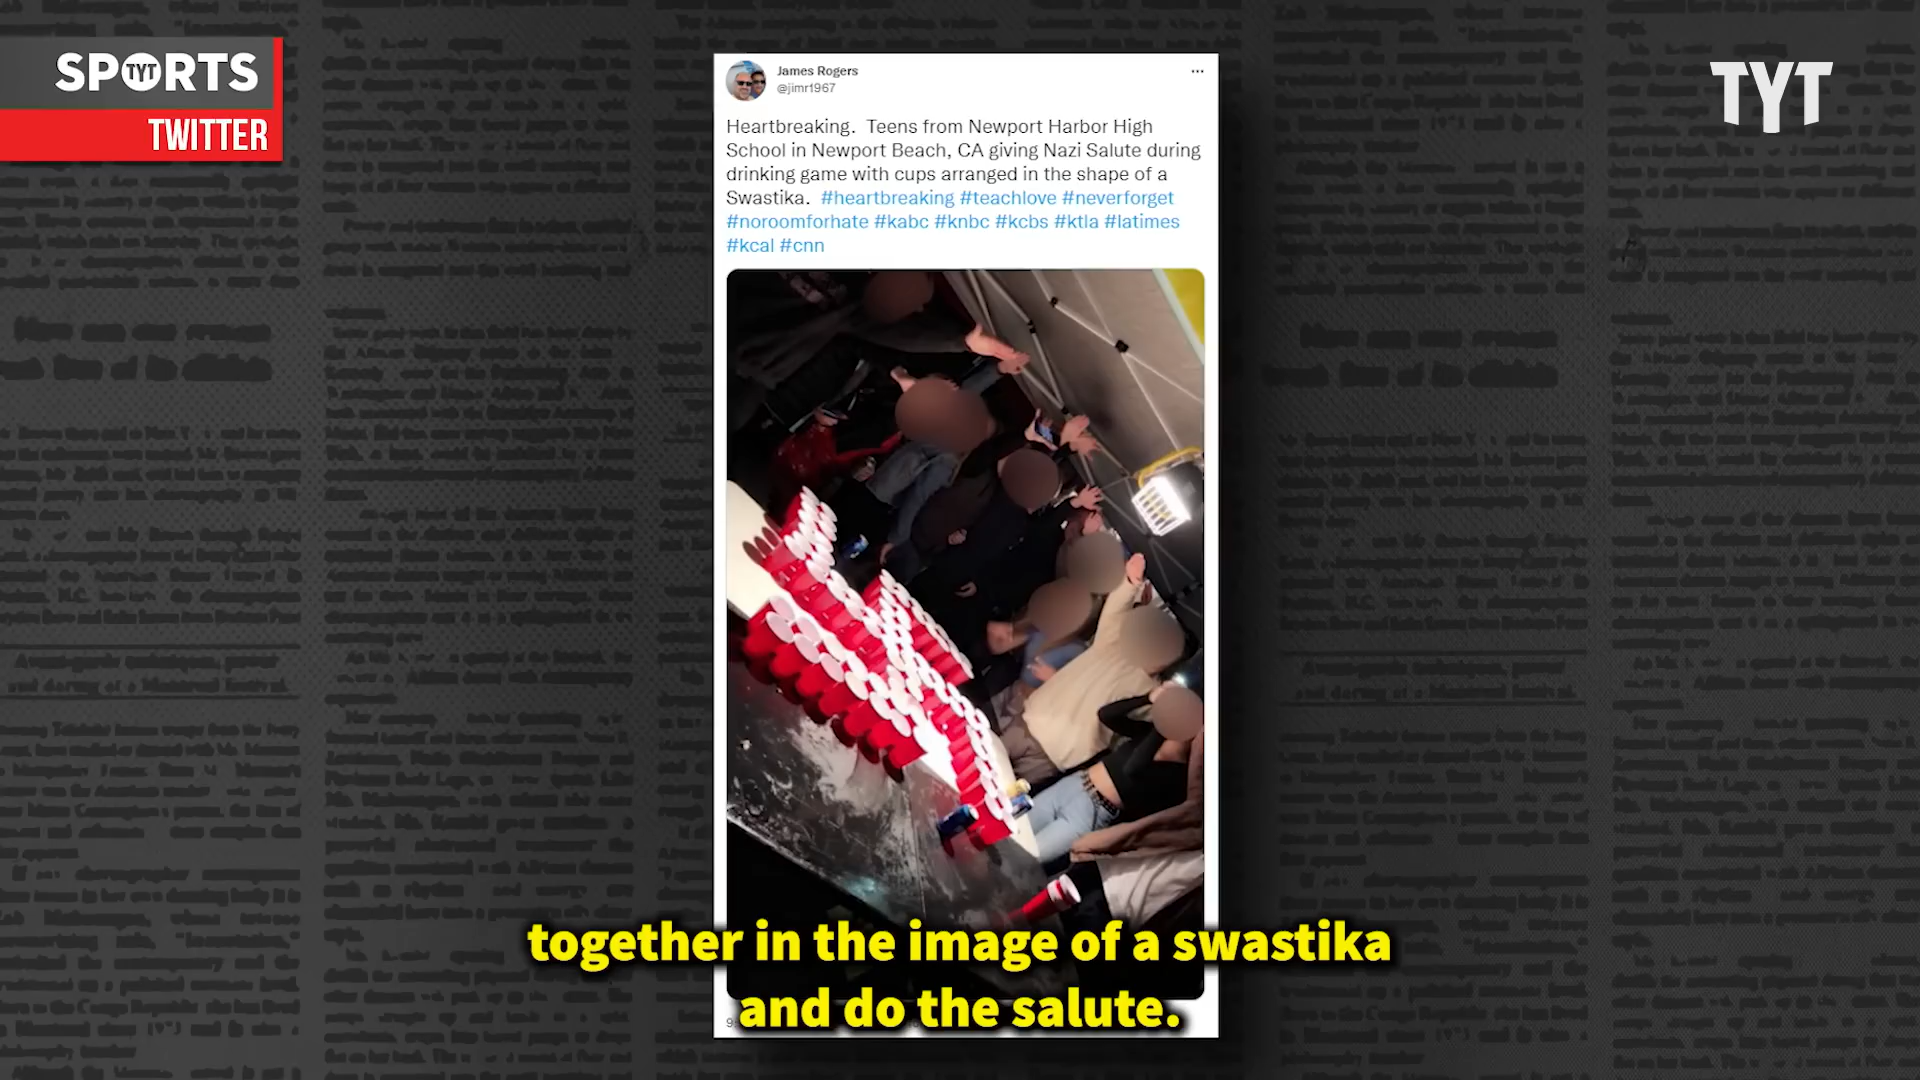 SPORTS
TYT
TWITTER
TYT
James Rogers
@jimr1967
Heartbreaking. Teens from Newport Harbor High
School in Newport Beach, CA giving Nazi Salute during
drinking game with cups arranged in the shape of a
Swastika. #heartbreaking #teachlove #neverforget
#noroomforhate #kabc #knbc #kcbs #ktla #latimes
#kcal #cnn
together in the image of a swastika
and do the salute.